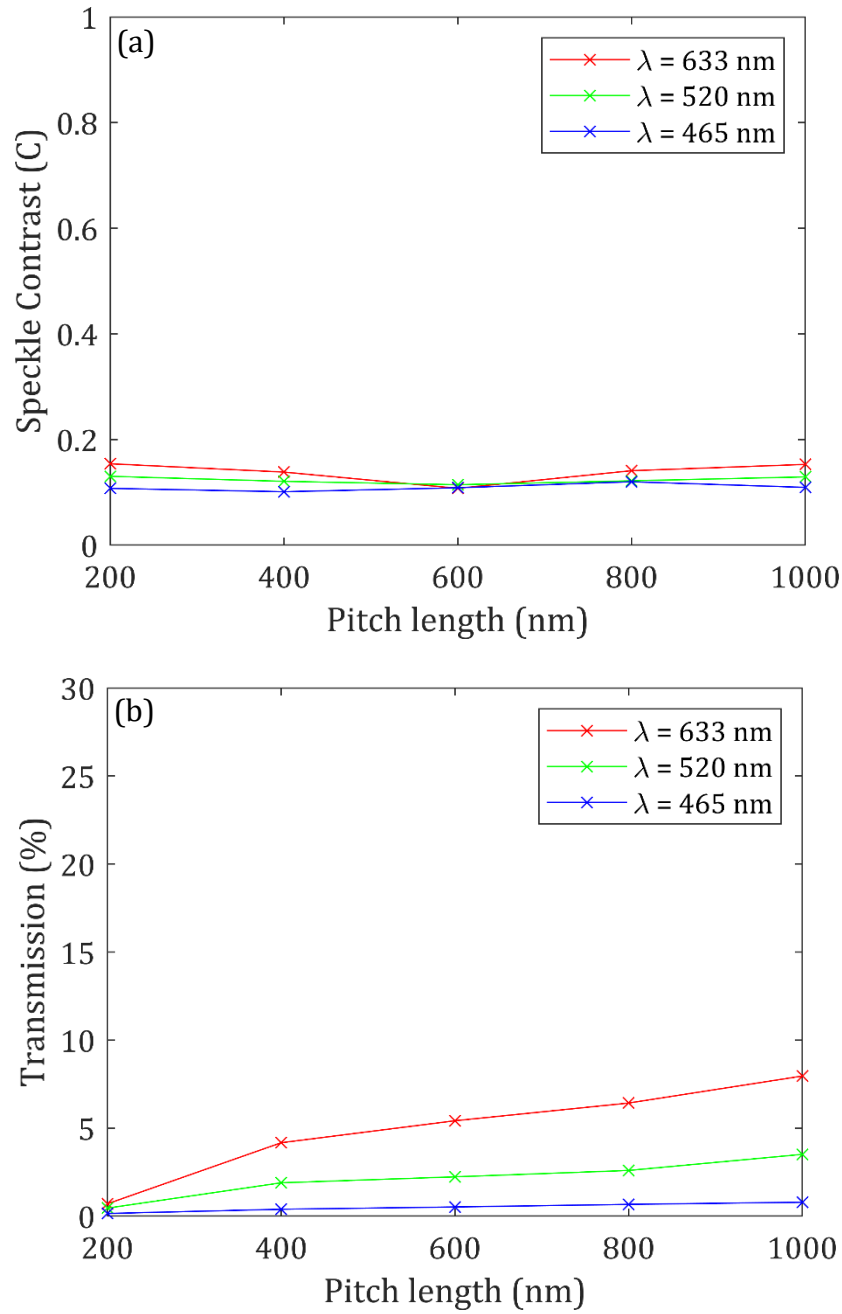 (a)
1
0.8
0.6
0.4
0.2
0
Speckle Contrast (C)
λ = 633 nm
λ = 520 nm
λ = 465 nm
200 400 600 800 1000
Pitch length (nm)
(b)
30
25
20
15
10
5
0
Transmission (%)
λ = 633 nm
λ = 520 nm
λ = 465 nm
200 400 600 800 1000
Pitch length (nm)